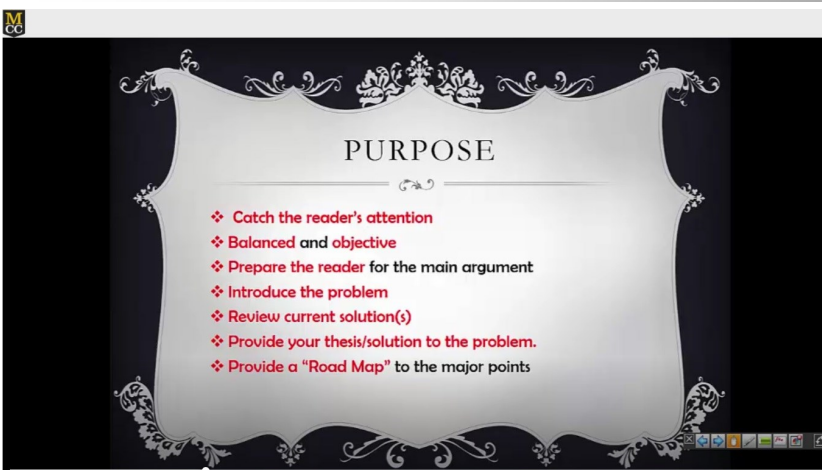 MCC
PURPOSE
Catch the reader's attention
Balanced and objective
Prepare the reader for the main argument
Introduce the problem
Review current solution(s)
Provide your thesis/solution to the problem.
Provide a “Road Map” to the major points